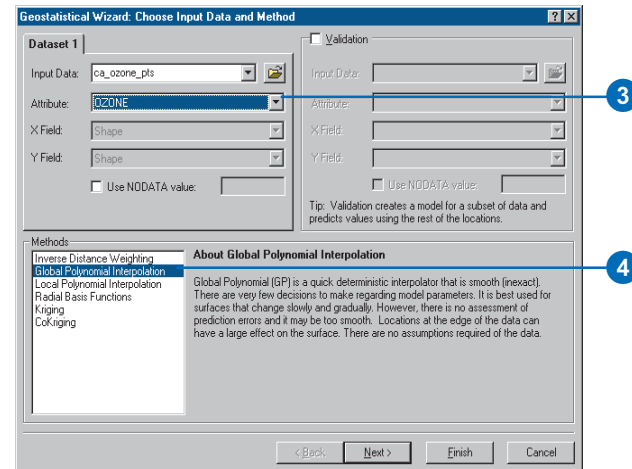 Geostatistical Wizard: Choose Input Data and Method
Dataset 1
Input Data: ca_ozone_pts
Attribute: OZONE
X Field: Shape
Y Field: Shape
Use NODATA value:
Validation
Input Data:
Attribute:
X Field:
Y Field:
Use NODATA value:
Tip: Validation creates a model for a subset of data and
predicts values using the rest of the locations.
3
Methods
Inverse Distance Weighting
Global Polynomial Interpolation
Local Polynomial Interpolation
Radial Basis Functions
Kriging
CoKriging
About Global Polynomial Interpolation
Global Polynomial (GP) is a quick deterministic interpolator that is smooth (inexact).
There are very few decisions to make regarding model parameters. It is best used for
surfaces that change slowly and gradually. However, there is no assessment of
prediction errors and it may be too smooth. Locations at the edge of the data can
have a large effect on the surface. There are no assumptions required of the data.
4
< Back
Next >
Finish
Cancel